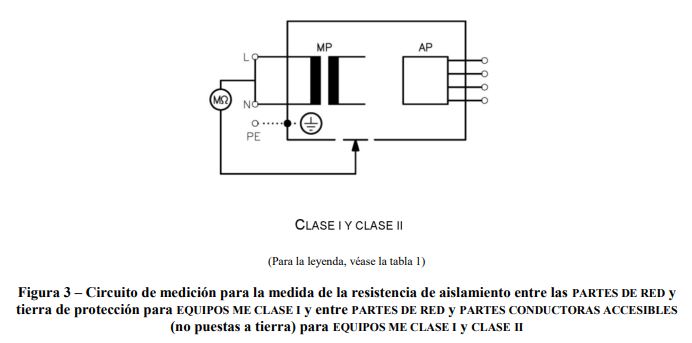 MP
AP
L
MΩ
N
PE
CLASE I Y CLASE II
(Para la leyenda, véase la tabla 1)
Figura 3 – Circuito de medición para la medida de la resistencia de aislamiento entre las PARTES DE RED y
tierra de protección para EQUIPOS ME CLASE I y entre PARTES DE RED y PARTES CONDUCTORAS ACCESIBLES
(no puestas a tierra) para EQUIPOS ME CLASE I y CLASE II